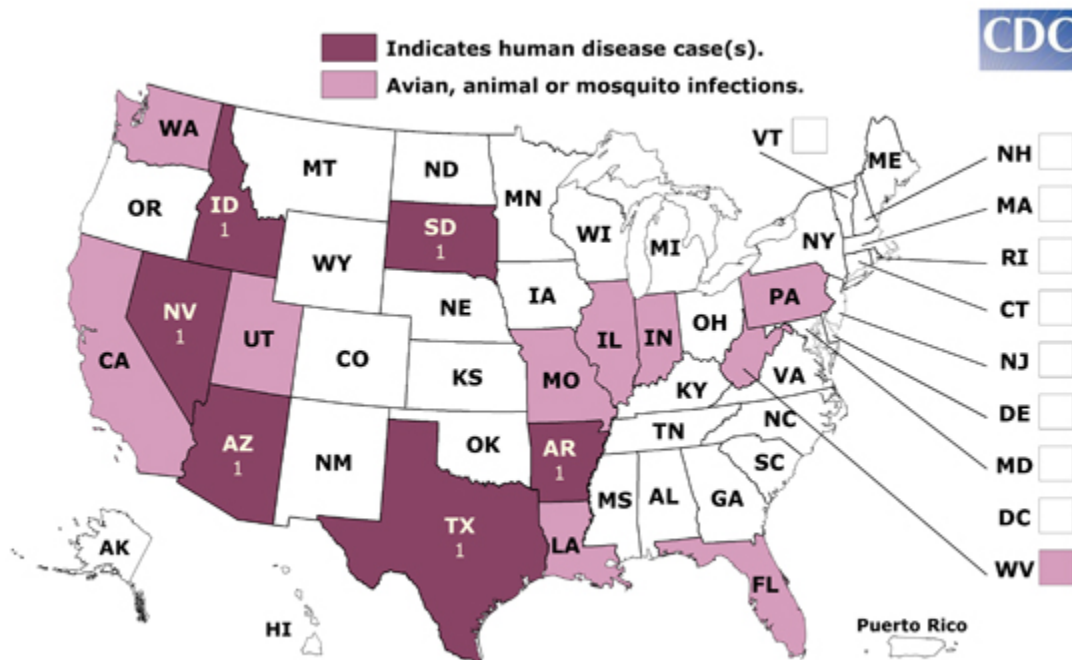 Indicates human disease case(s).
Avian, animal or mosquito infections.
CDC
WA
MT
ND
MN
VT
ME
NH
OR
ID
1
SD
1
WI
MI
NY
MA
WY
RI
NV
1
IA
NE
PA
CT
CA
UT
CO
IL
IN
OH
NJ
KS
MO
KY
VA
DE
AZ
1
NM
OK
AR
1
TN
NC
MD
SC
MS
AL
GA
DC
TX
1
LA
AK
WV
FL
HI
Puerto Rico